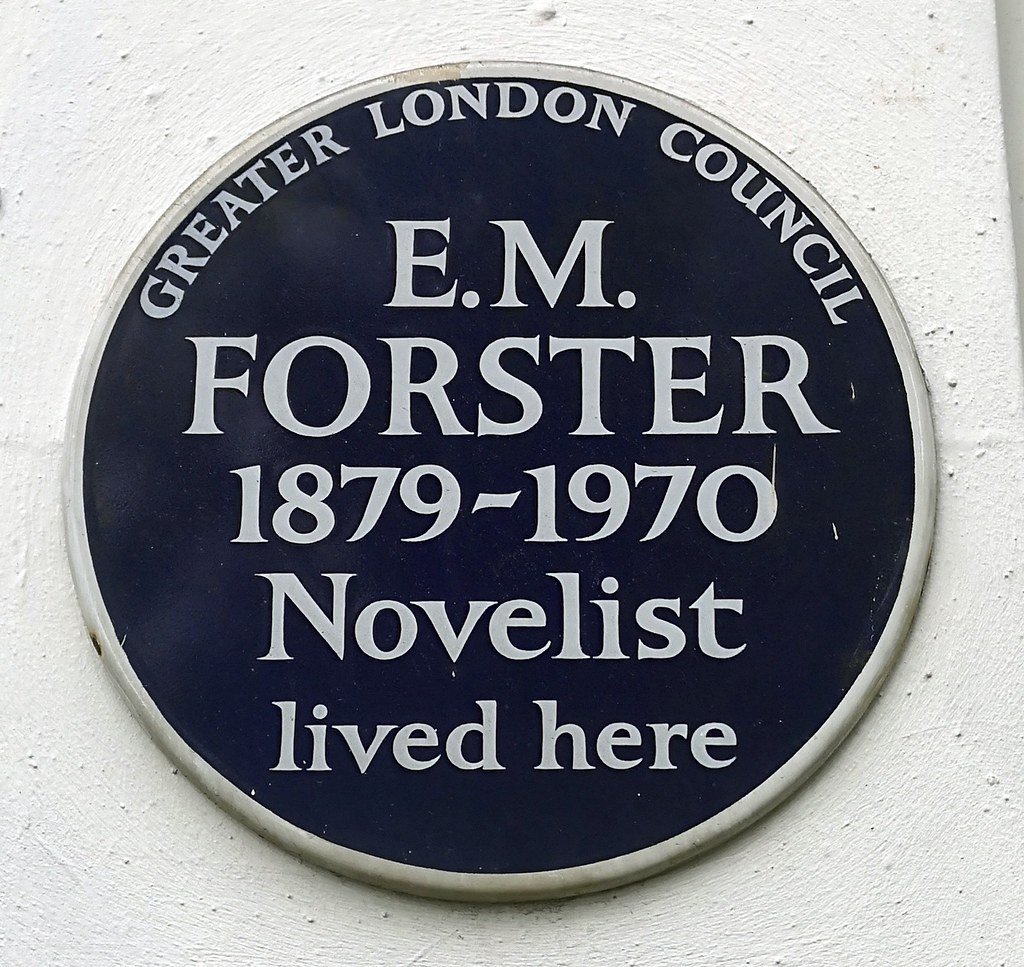 GREATER LONDON COUNCIL
E.M.
FORSTER
1879-1970
Novelist
lived here